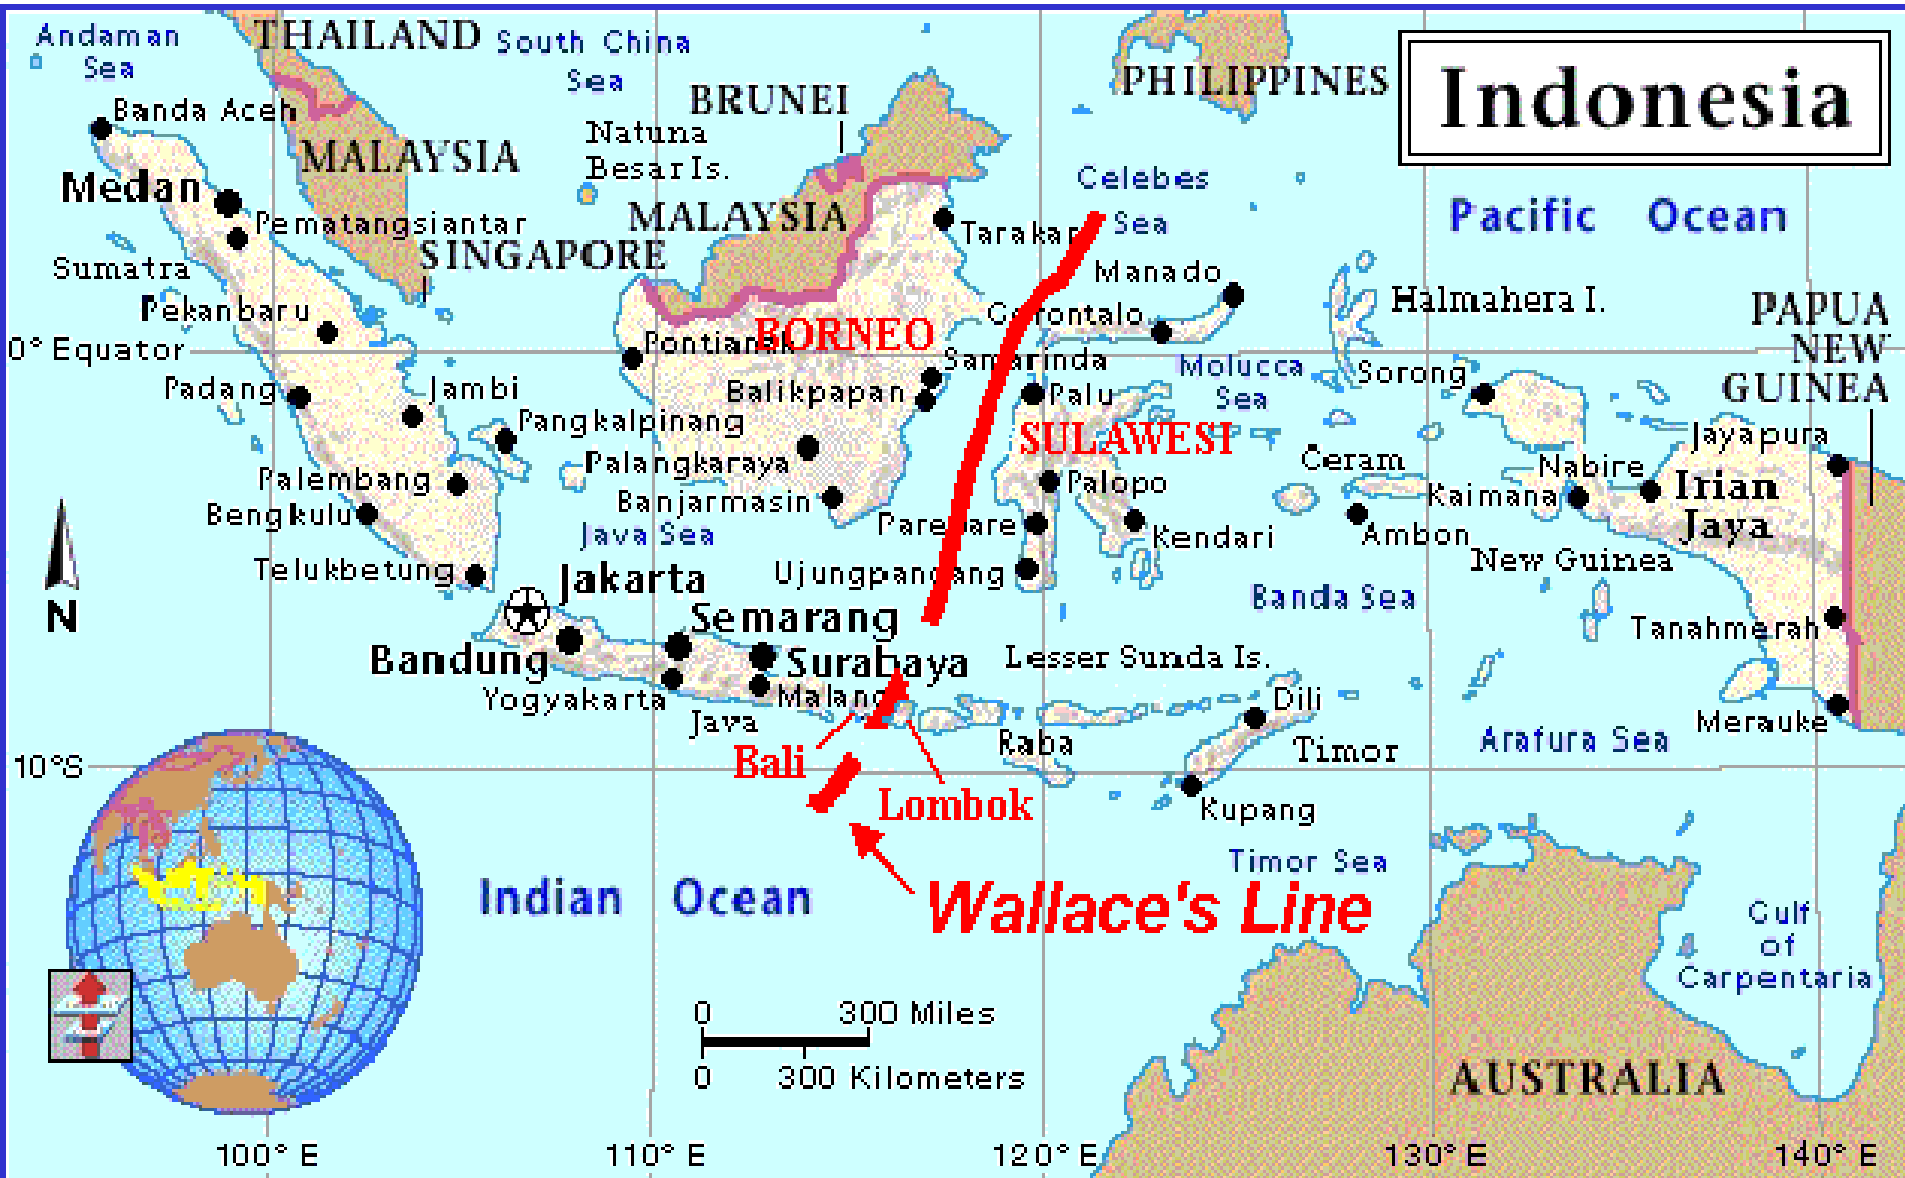 Andaman
Sea
THAILAND
South China
Sea
PHILIPPINES
Indonesia
Banda Aceh
BRUNEI
Natuna
Besar Is.
MALAYSIA
Medan
Celebes
Sea
Pematangsiantar
MALAYSIA
Pacific Ocean
SINGAPORE
Tarakan
Sumatra
Manado
Pekanbaru
Gorontalo
Halmahera I.
PAPUA
NEW
GUINEA
BORNEO
0° Equator
Pontianak
Samarinda
Molucca
Sea
Sorong
Padang
Jambi
Balikpapan
Palu
Pangkalpinang
SULAWESI
Jayapura
Palangkaraya
Ceram
Nabire
Irian
Jaya
Palembang
Palopo
Kaimana
Banjarmasin
Bengkulu
Java Sea
Parepare
Kendari
Ambon
New Guinea
Telukbetung
Jakarta
Ujungpandang
Banda Sea
N
Semarang
Tanahmerah
Bandung
Surabaya
Lesser Sunda Is.
Yogyakarta
Malang
Dili
Java
Merauke
Bali
Raba
Timor
Arafura Sea
10°S
Lombok
Kupang
Timor Sea
Indian Ocean
Wallace's Line
Gulf
of
Carpentaria
0 300 Miles
0 300 Kilometers
AUSTRALIA
100° E
110° E
120° E
130° E
140° E